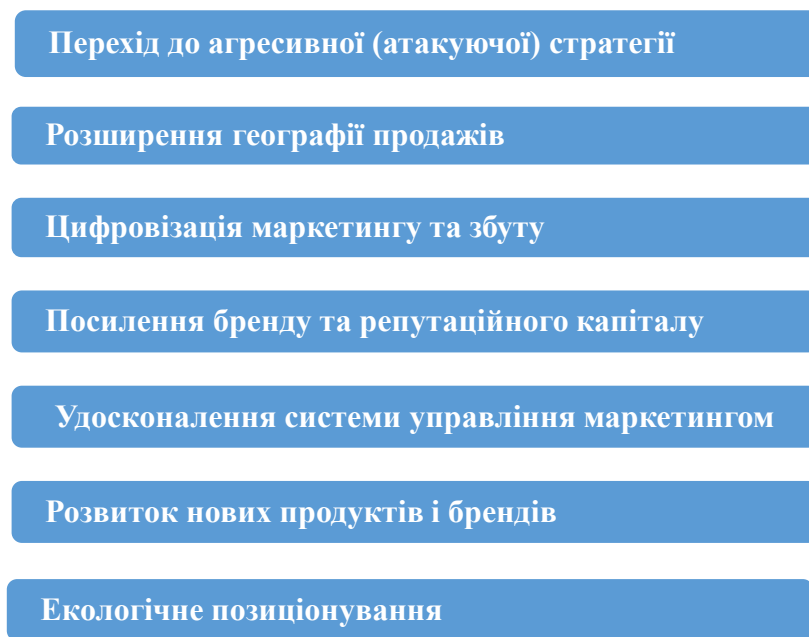 Перехід до агресивної (атакуючої) стратегії
Розширення географії продажів
Цифровізація маркетингу та збуту
Посилення бренду та репутаційного капіталу
Удосконалення системи управління маркетингом
Розвиток нових продуктів і брендів
Екологічне позиціонування